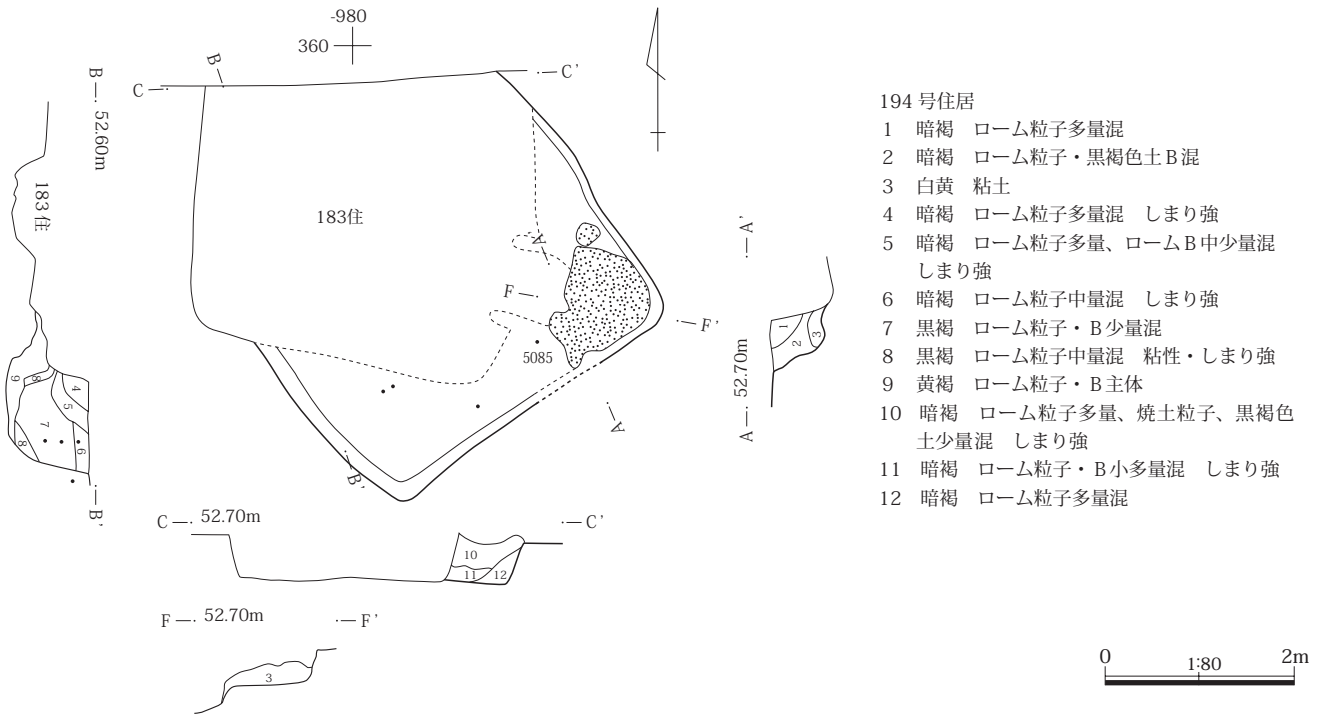 -980
360
B
C
C'
B
52.60m
183住
183住
A
F
F'
5085
A
B'
B'
A'
A
52.70m
1
2
3
4
5
6
7
8
8
9
C
52.70m
C'
10
11
12
F
52.70m
F'
3
194号住居
1 暗褐 ローム粒子多量混
2 暗褐 ローム粒子・黒褐色土B混
3 白黄 粘土
4 暗褐 ローム粒子多量混 しまり強
5 暗褐 ローム粒子多量、ロームB中少量混
しまり強
6 暗褐 ローム粒子中量混 しまり強
7 黒褐 ローム粒子・B少量混
8 黒褐 ローム粒子中量混 粘性・しまり強
9 黄褐 ローム粒子・B主体
10 暗褐 ローム粒子多量、焼土粒子、黒褐色
土少量混 しまり強
11 暗褐 ローム粒子・B小多量混 しまり強
12 暗褐 ローム粒子多量混
0
1:80
2m